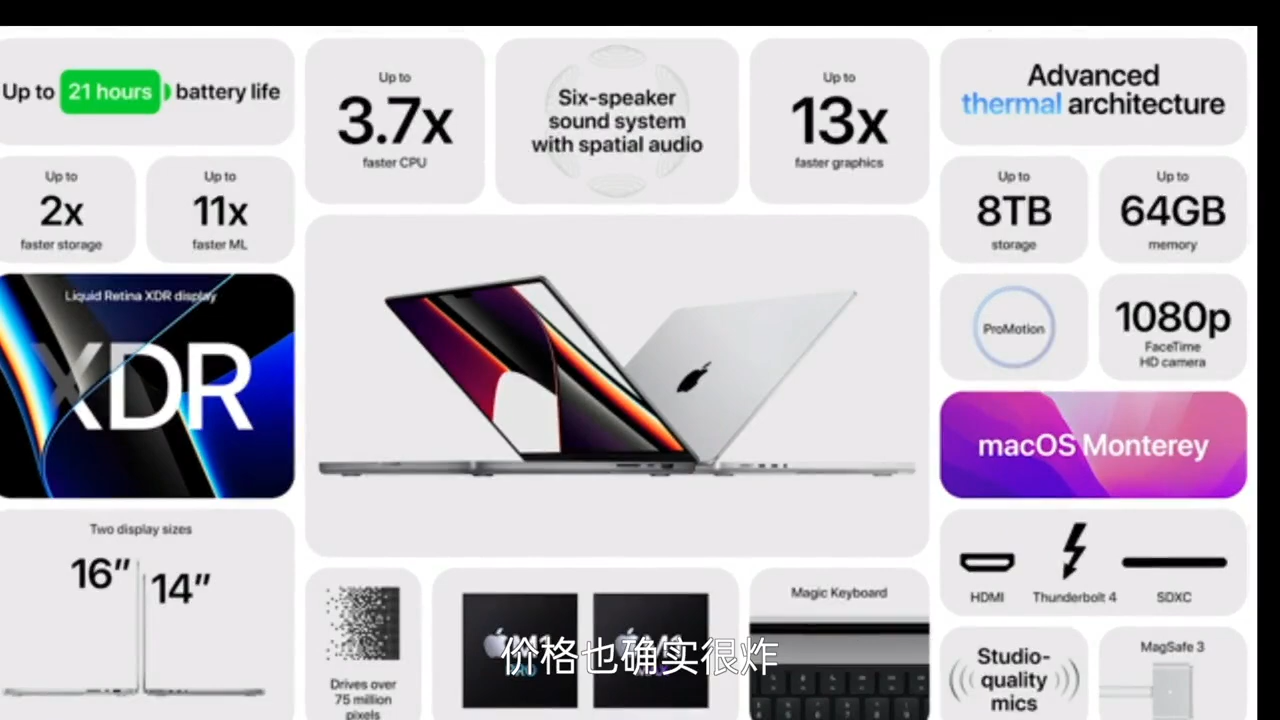 Up to 21 hours battery life
Up to
2x
faster storage
Up to
11x
faster ML
Liquid Retina XDR display
XDR
Two display sizes
16”
14”
Up to
3.7x
faster CPU
Six-speaker
sound system
with spatial audio
Up to
13x
faster graphics
Drives over
75 million
pixels
Magic Keyboard
Advanced
thermal architecture
Up to
8TB
storage
Up to
64GB
memory
ProMotion
1080p
FaceTime
HD camera
macOS Monterey
HDMI
Thunderbolt 4
SDXC
Studio-
quality
mics
MagSafe 3
价格也确实很炸